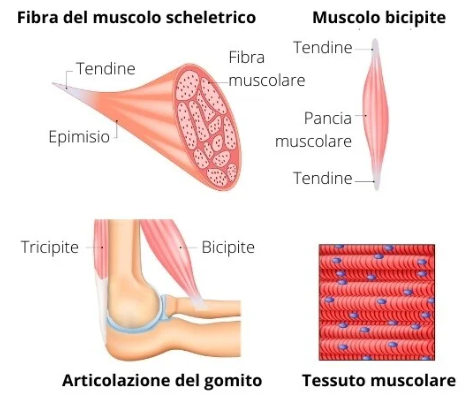 Fibra del muscolo scheletrico
Tendine
Fibra
muscolare
Epimisio
Muscolo bicipite
Tendine
Pancia
muscolare
Tendine
Tricipite
Bicipite
Articolazione del gomito
Tessuto muscolare